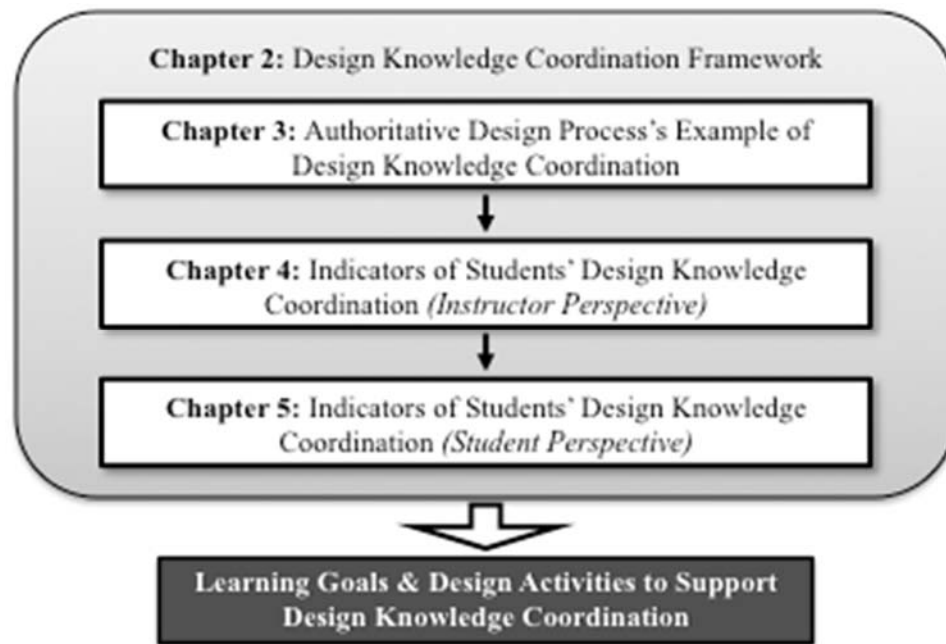 Chapter 2: Design Knowledge Coordination Framework
Chapter 3: Authoritative Design Process's Example of
Design Knowledge Coordination
Chapter 4: Indicators of Students' Design Knowledge
Coordination (Instructor Perspective)
Chapter 5: Indicators of Students' Design Knowledge
Coordination (Student Perspective)
Learning Goals & Design Activities to Support
Design Knowledge Coordination